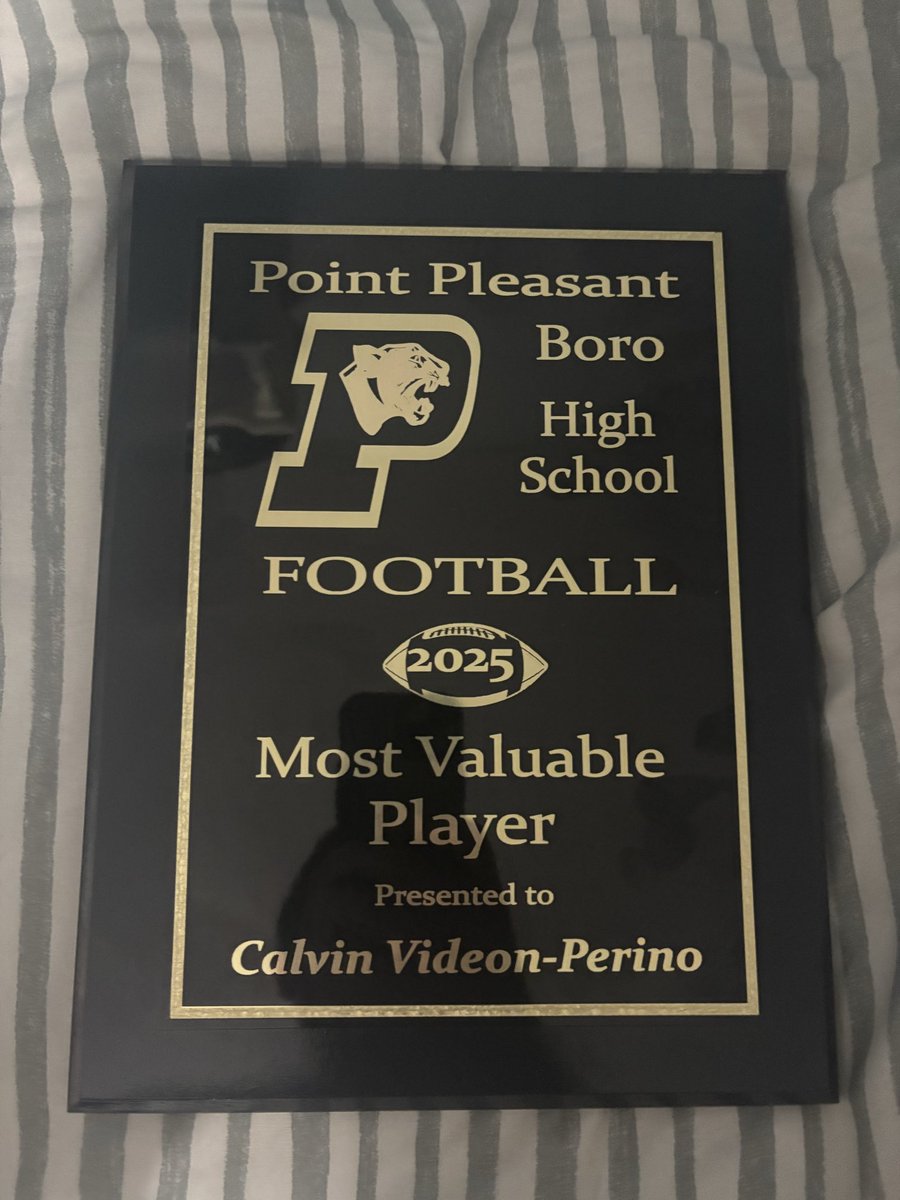 Point Pleasant
P
Boro
High
School
FOOTBALL
2025
Most Valuable
Player
Presented to
Calvin Videon-Perino